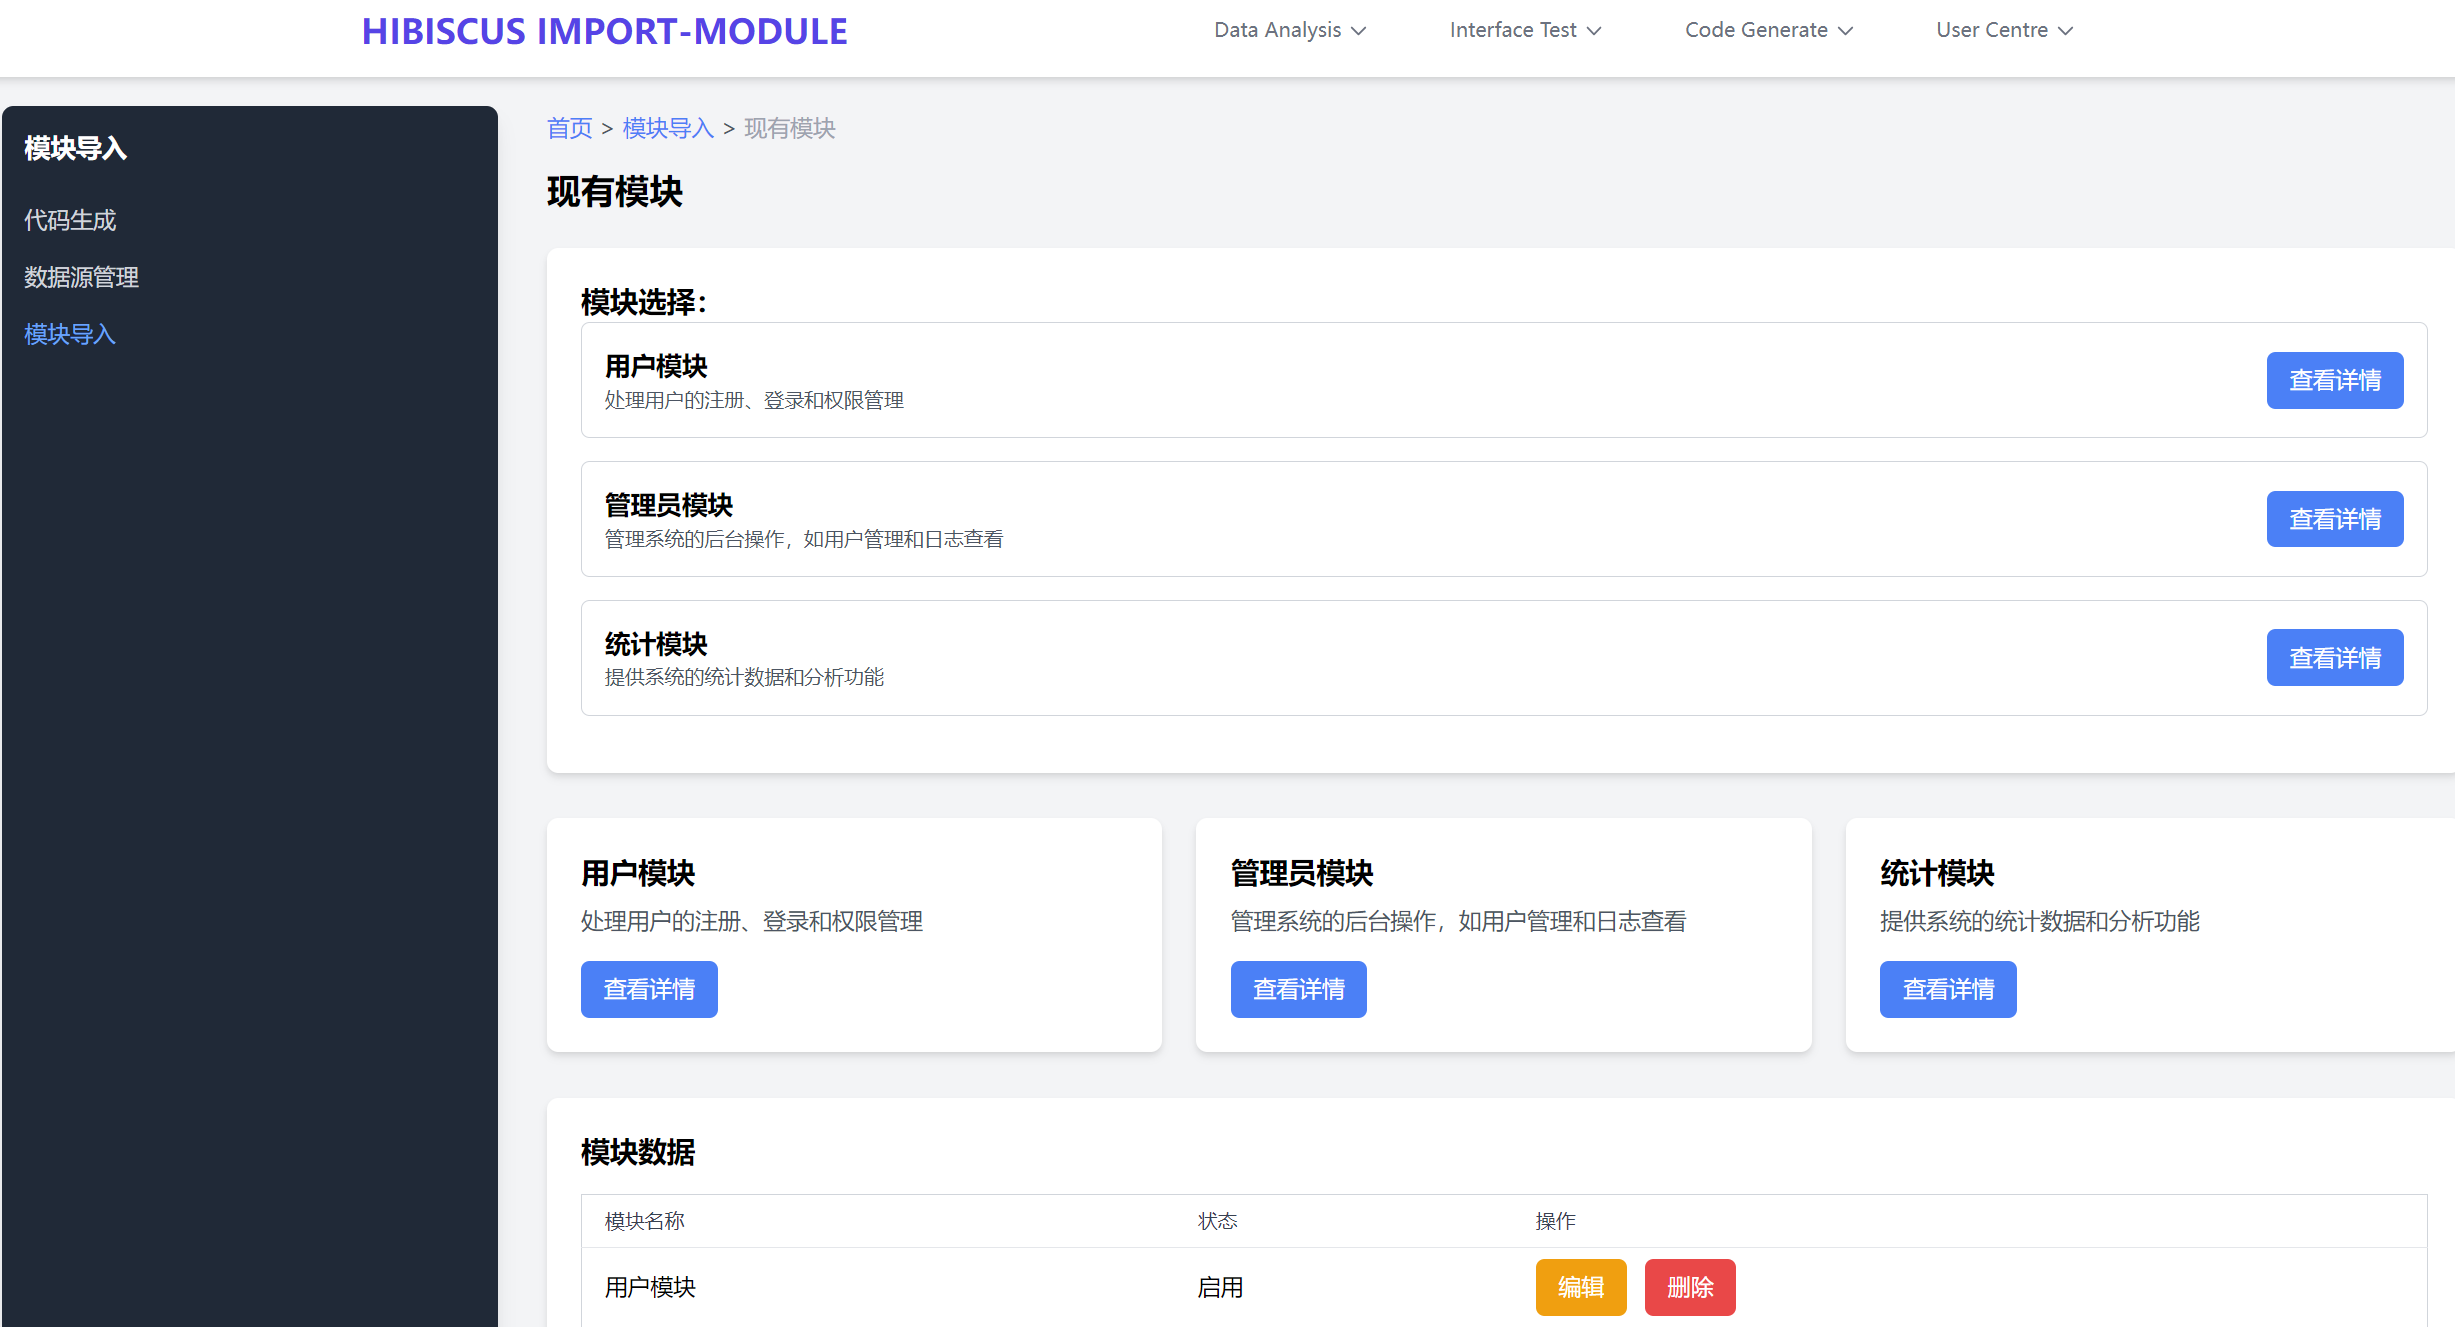 HIBISCUS IMPORT-MODULE
Data Analysis
Interface Test
Code Generate
User Centre
模块导入
代码生成
数据源管理
模块导入
首页 > 模块导入 > 现有模块
现有模块
模块选择：
用户模块
处理用户的注册、登录和权限管理
查看详情
管理员模块
管理系统的后台操作，如用户管理和日志查看
查看详情
统计模块
提供系统的统计数据和分析功能
查看详情
用户模块
处理用户的注册、登录和权限管理
查看详情
管理员模块
管理系统的后台操作，如用户管理和日志查看
查看详情
统计模块
提供系统的统计数据和分析功能
查看详情
模块数据
模块名称 状态 操作
用户模块 启用 编辑 删除